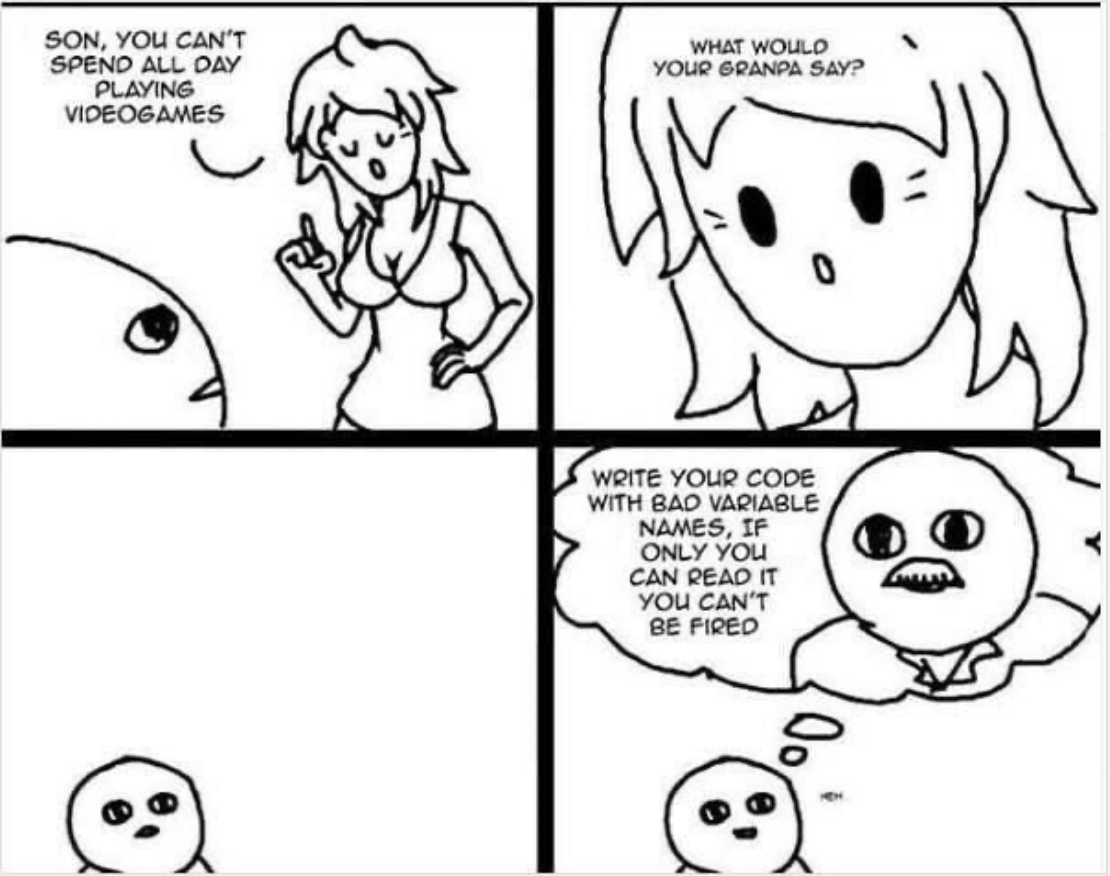 SON, YOU CAN'T
SPEND ALL DAY
PLAYING
VIDEOGAMES
WHAT WOULD
YOUR GRANPA SAY?
WRITE YOUR CODE
WITH BAD VARIABLE
NAMES, IF
ONLY YOU
CAN READ IT
YOU CAN'T
BE FIRED
HEH